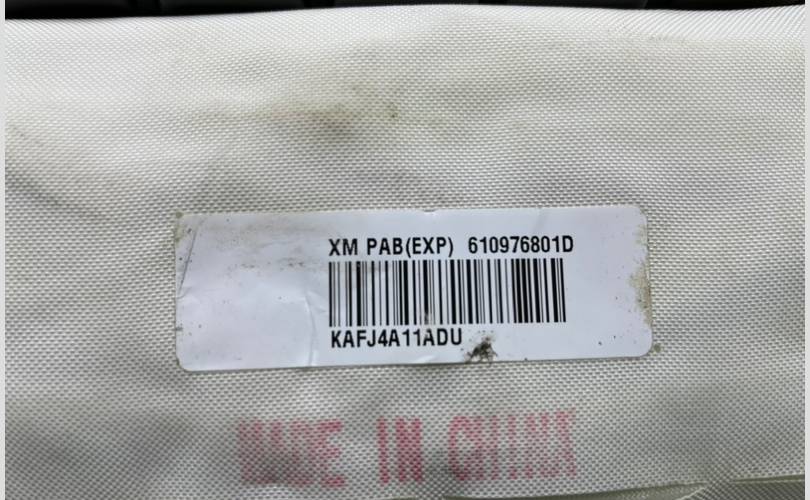 XM PAB(EXP) 610976801D
KAFJ4A11ADU
MADE IN CHINA